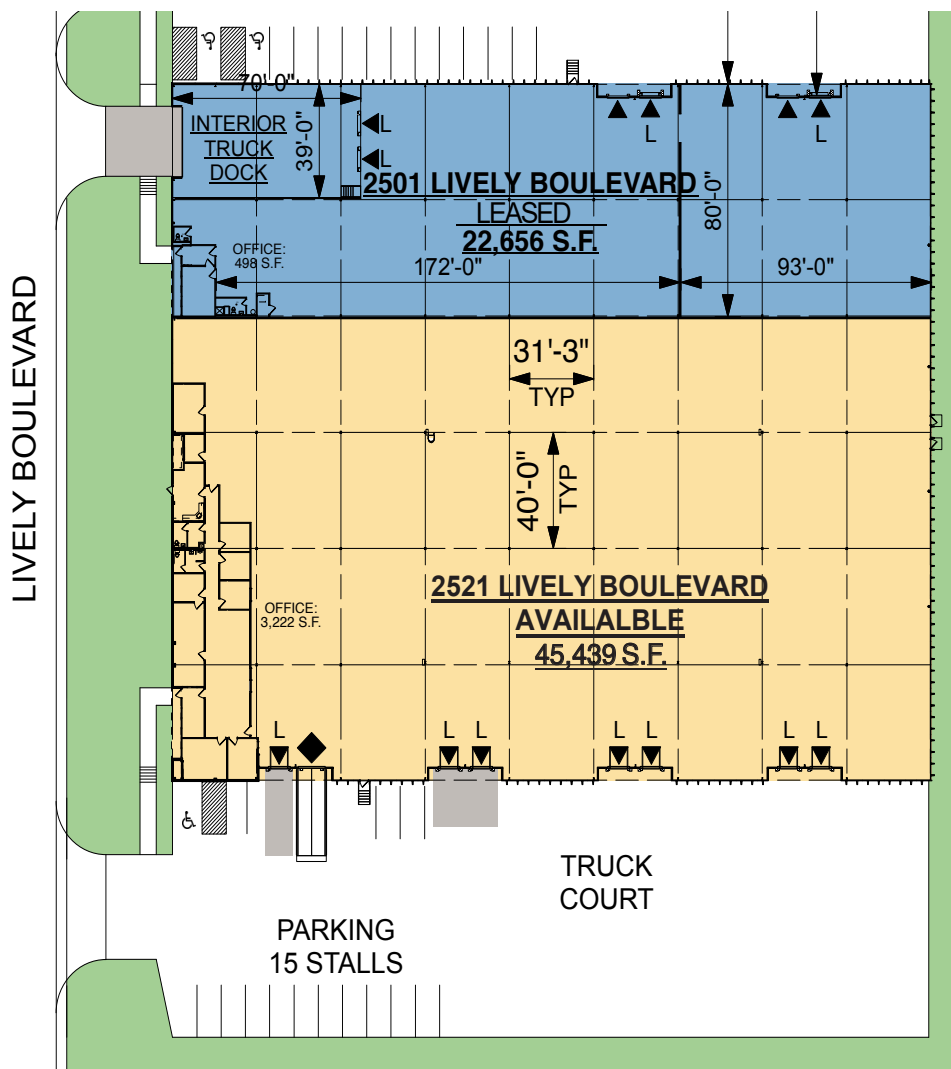 70'-0"
INTERIOR
TRUCK
DOCK
39'-0"
L
L
L
L
2501 LIVELY BOULEVARD
LEASED
22,656 S.F.
80'-0"
OFFICE:
498 S.F.
172'-0"
93'-0"
LIVELY BOULEVARD
31'-3"
TYP
40'-0"
TYP
2521 LIVELY BOULEVARD
AVAILALBLE
45,439 S.F.
OFFICE:
3,222 S.F.
L
L
L
L
L
L
L
TRUCK
COURT
PARKING
15 STALLS